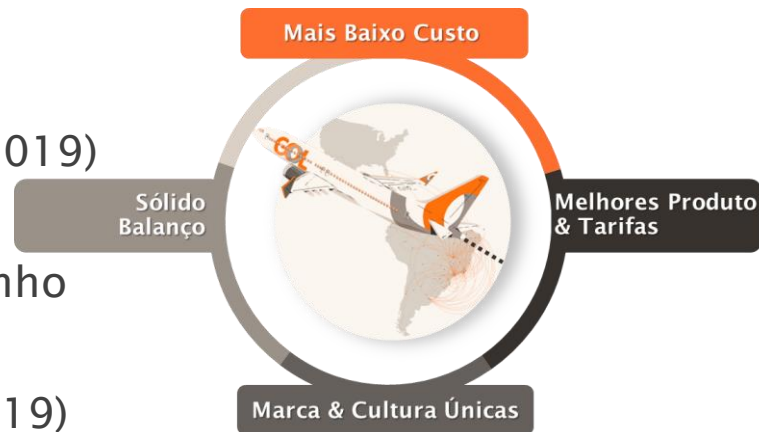 Mais Baixo Custo
019)
GOL
Sólido
Balanço
Melhores Produto
& Tarifas
nho
Marca & Cultura Únicas
19)